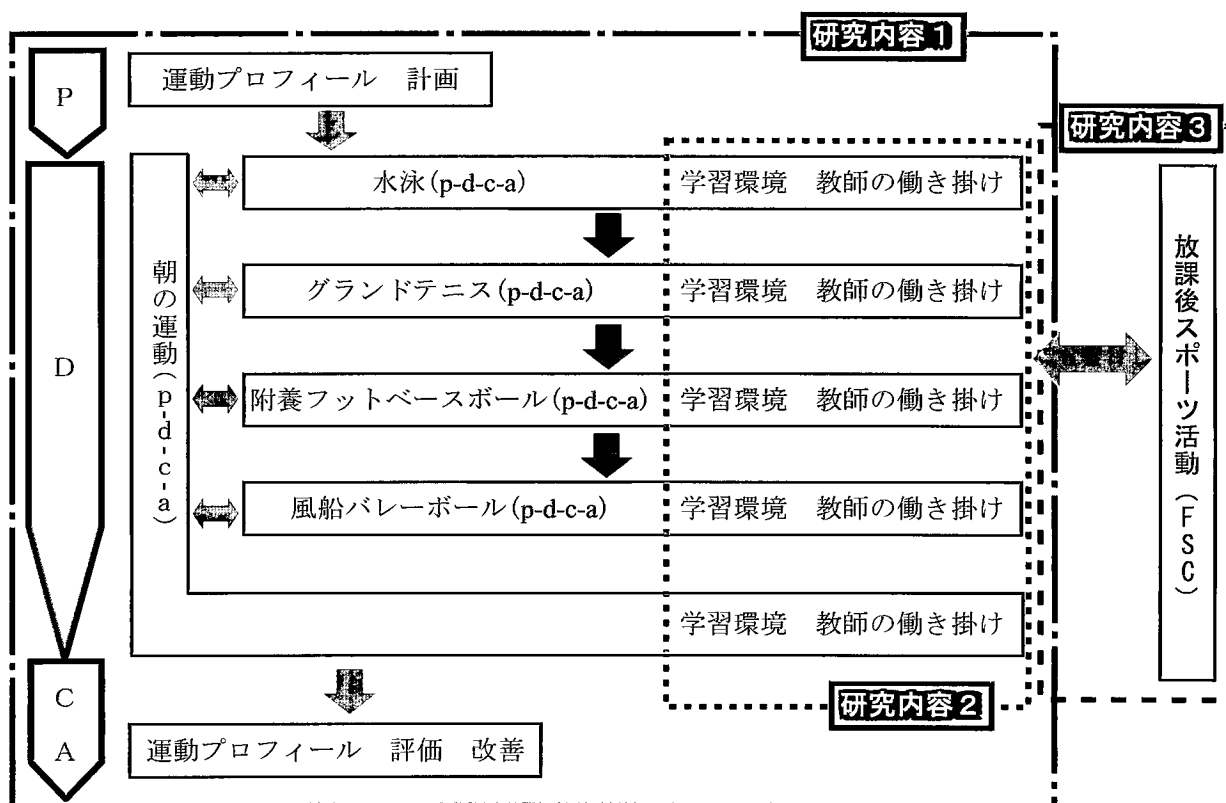 研究内容1
P
運動プロフィール 計画
研究内容3
水泳(p-d-c-a) 学習環境 教師の働き掛け
グランドテニス(p-d-c-a) 学習環境 教師の働き掛け
D
朝の運動(p-d-c-a)
附養フットベースボール(p-d-c-a) 学習環境 教師の働き掛け
風船バレーボール(p-d-c-a) 学習環境 教師の働き掛け
学習環境 教師の働き掛け
放課後スポーツ活動(FSC)
研究内容2
C
A
運動プロフィール 評価 改善